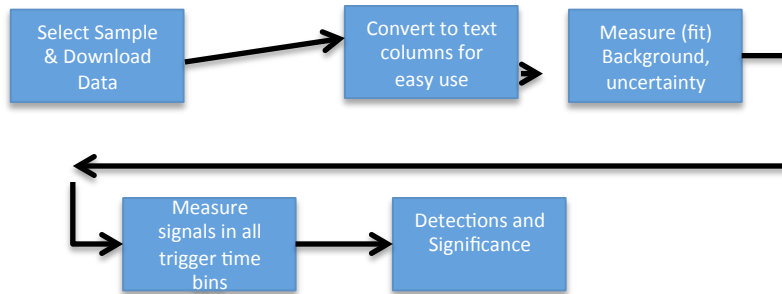 Select Sample
& Download
Data
Convert to text
columns for
easy use
Measure (fit)
Background,
uncertainty
Measure
signals in all
trigger time
bins
Detections and
Significance